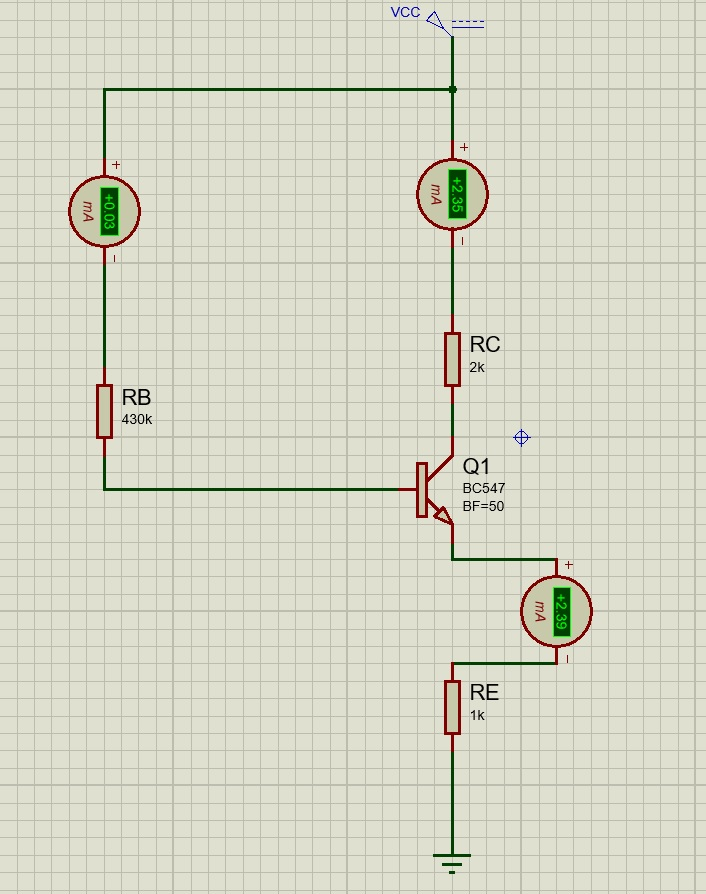 VCC
+
+
+2.35
mA
+0.03
mA
RC
2k
RB
430k
Q1
BC547
BF=50
+
+2.39
mA
RE
1k